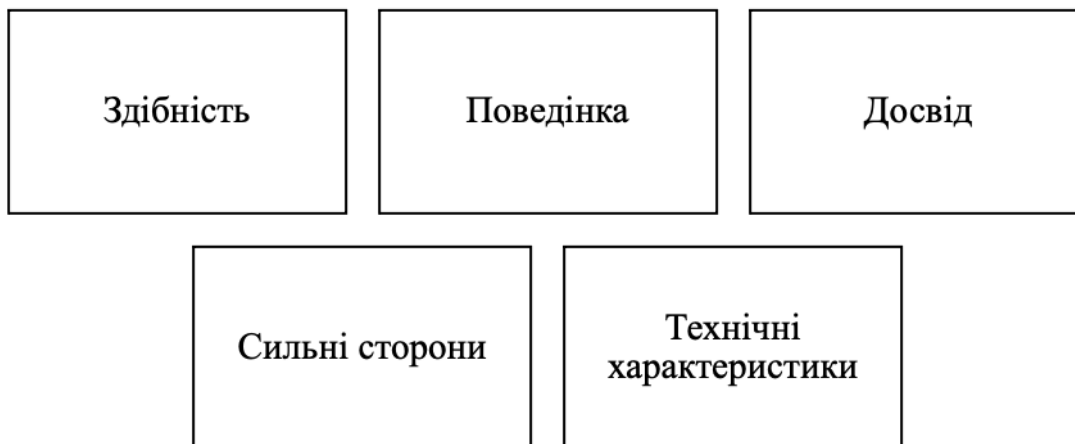 Здібність
Поведінка
Досвід
Сильні сторони
Технічні
характеристики